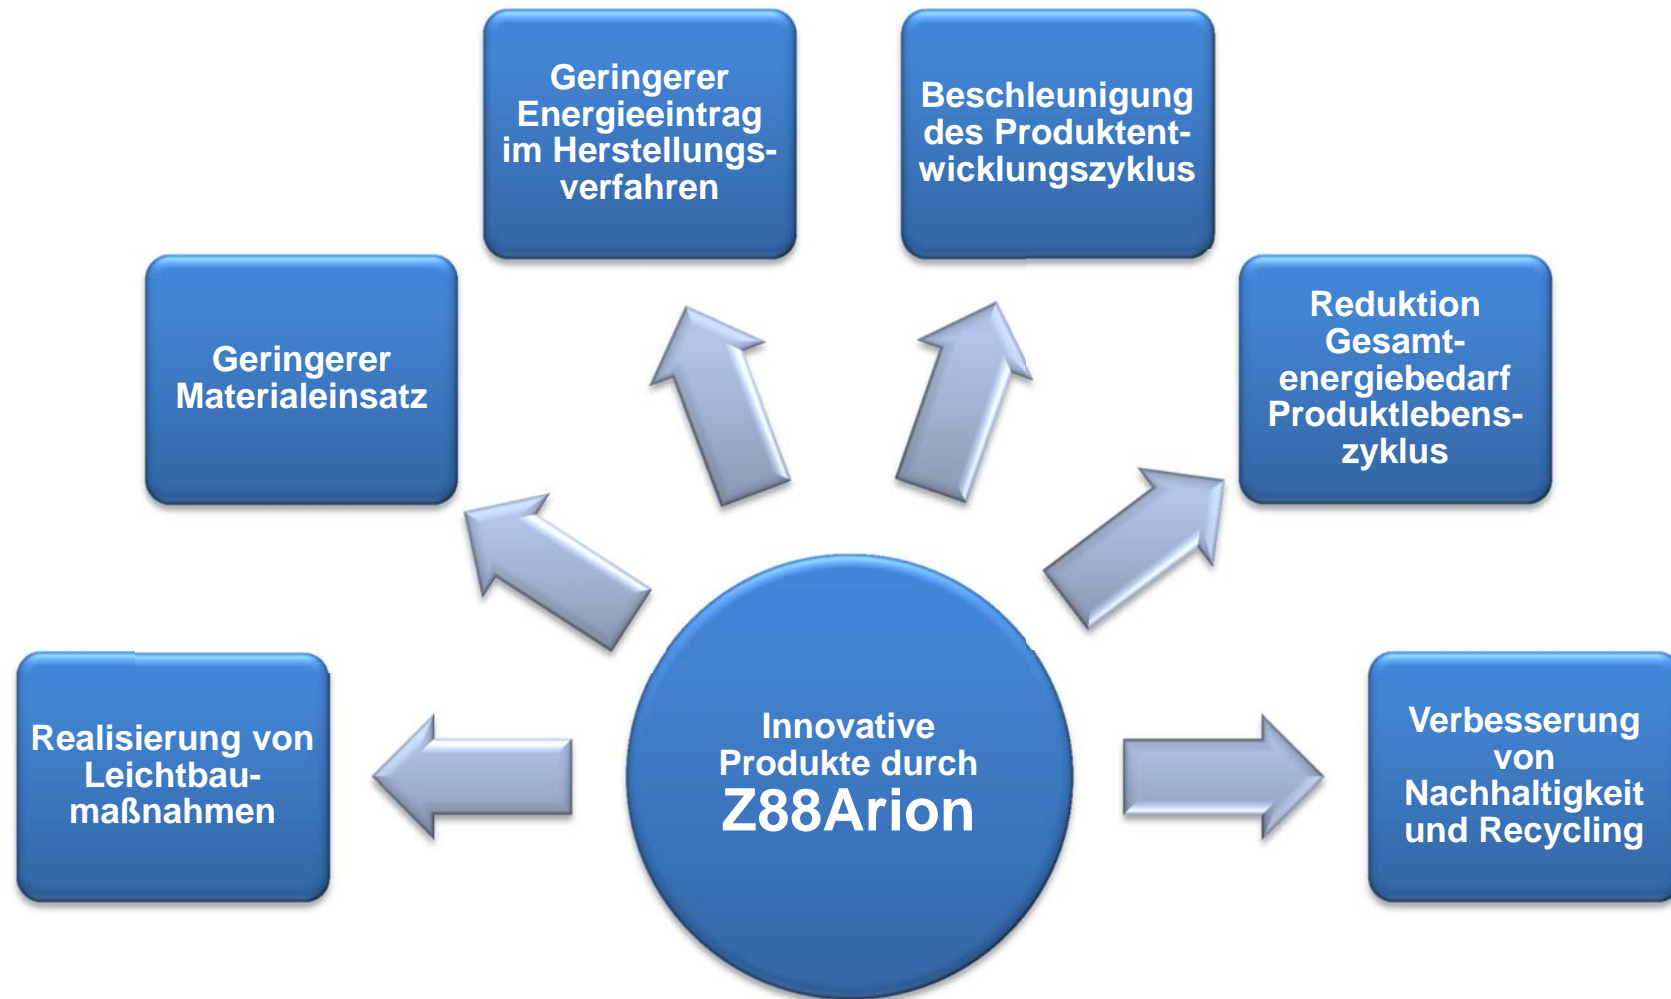 Geringerer
Energieeintrag
im Herstellungs-
verfahren
Beschleunigung
des Produktent-
wicklungszyklus
Geringerer
Materialeinsatz
Reduktion
Gesamt-
energiebedarf
Produktlebens-
zyklus
Realisierung von
Leichtbau-
maßnahmen
Innovative
Produkte durch
Z88Arion
Verbesserung
von
Nachhaltigkeit
und Recycling